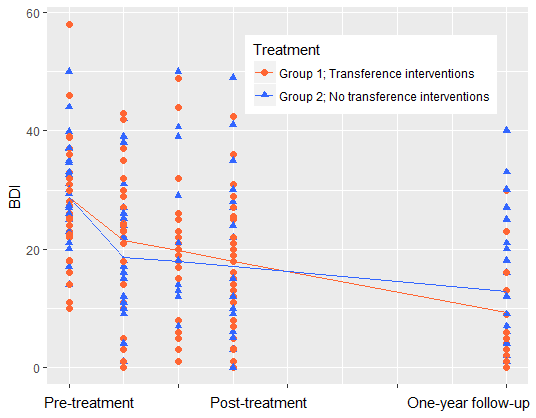 60
40
20
0
BDI
Treatment
Group 1; Transference interventions
Group 2; No transference interventions
Pre-treatment
Post-treatment
One-year follow-up